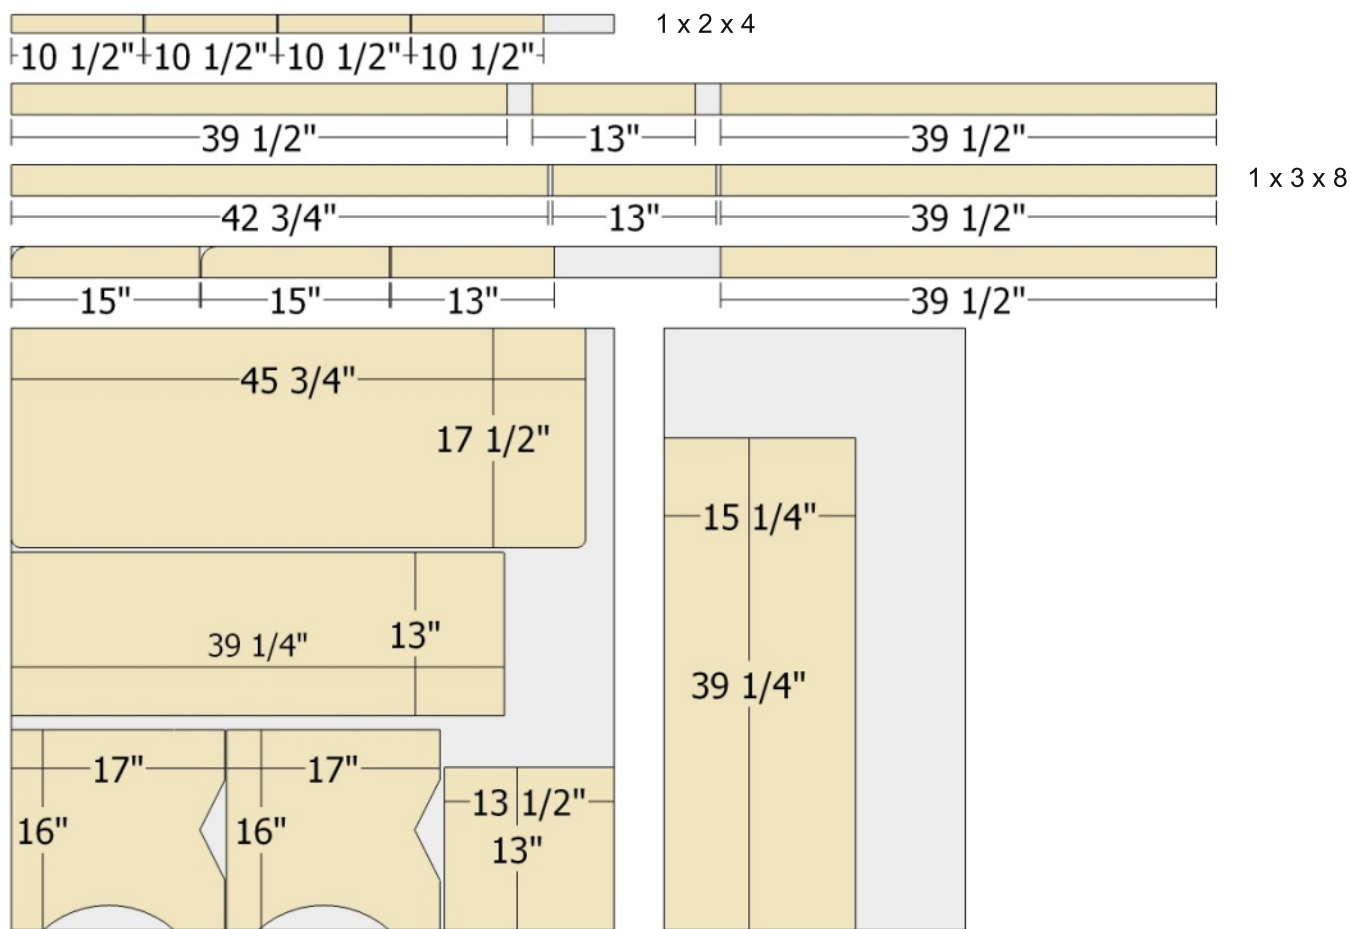 1 x 2 x 4
10 1/2" 10 1/2" 10 1/2" 10 1/2"
39 1/2" 13" 39 1/2"
1 x 3 x 8
42 3/4" 13" 39 1/2"
15" 15" 13" 39 1/2"
45 3/4"
17 1/2"
15 1/4"
13"
39 1/4"
39 1/4"
17" 17"
13 1/2"
16" 16"
13"